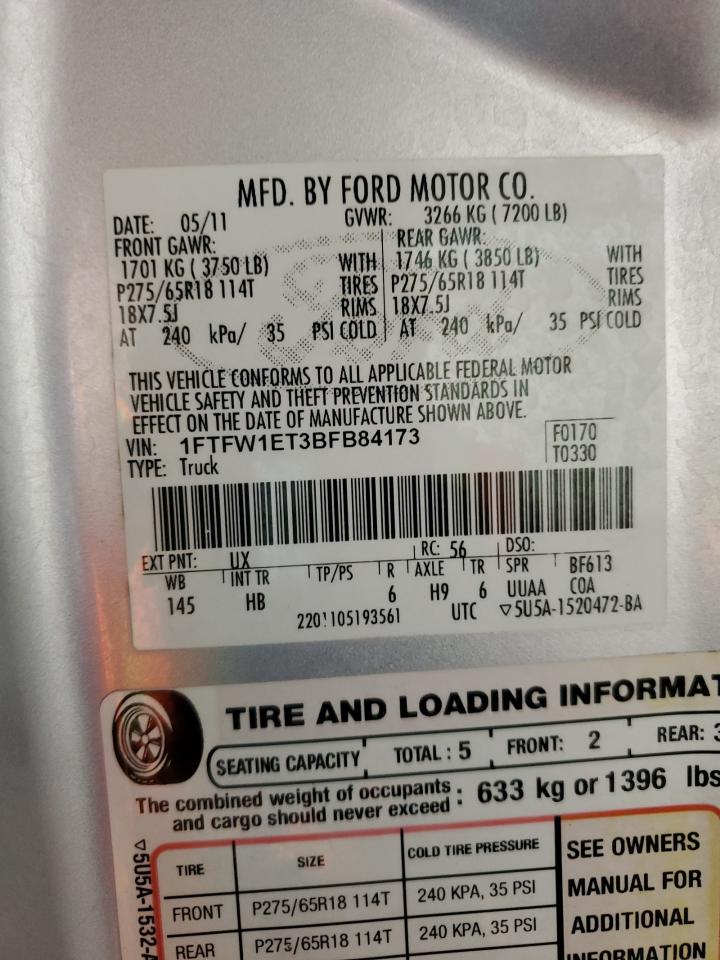 MFD. BY FORD MOTOR CO.
DATE: 05/11 GVWR: 3266 KG ( 7200 LB)
FRONT GAWR: REAR GAWR:
1701 KG ( 3750 LB) WITH 1746 KG ( 3850 LB) WITH
P275/65R18 114T TIRES P275/65R18 114T TIRES
18X7.5J RIMS 18X7.5J RIMS
AT 240 kPa/ 35 PSI COLD AT 240 kPa/ 35 PSI COLD
THIS VEHICLE CONFORMS TO ALL APPLICABLE FEDERAL MOTOR
VEHICLE SAFETY AND THEFT PREVENTION STANDARDS IN
EFFECT ON THE DATE OF MANUFACTURE SHOWN ABOVE.
VIN: 1FTFW1ET3BFB84173 F0170
TYPE: Truck T0330
EXT PNT: UX RC: 56 DSO:
WB INT TR TP/PS R AXLE TR SPR BF613
145 HB 6 H9 6 UUAA COA
2201105193561 UTC ▽5U5A-1520472-BA
TIRE AND LOADING INFORMAT
SEATING CAPACITY TOTAL : 5 FRONT: 2 REAR: 3
The combined weight of occupants : 633 kg or 1396 lbs
and cargo should never exceed
TIRE SIZE COLD TIRE PRESSURE
FRONT P275/65R18 114T 240 KPA, 35 PSI
REAR P275/65R18 114T 240 KPA, 35 PSI
SEE OWNERS
MANUAL FOR
ADDITIONAL
INFORMATION
▽5U5A-1532-A